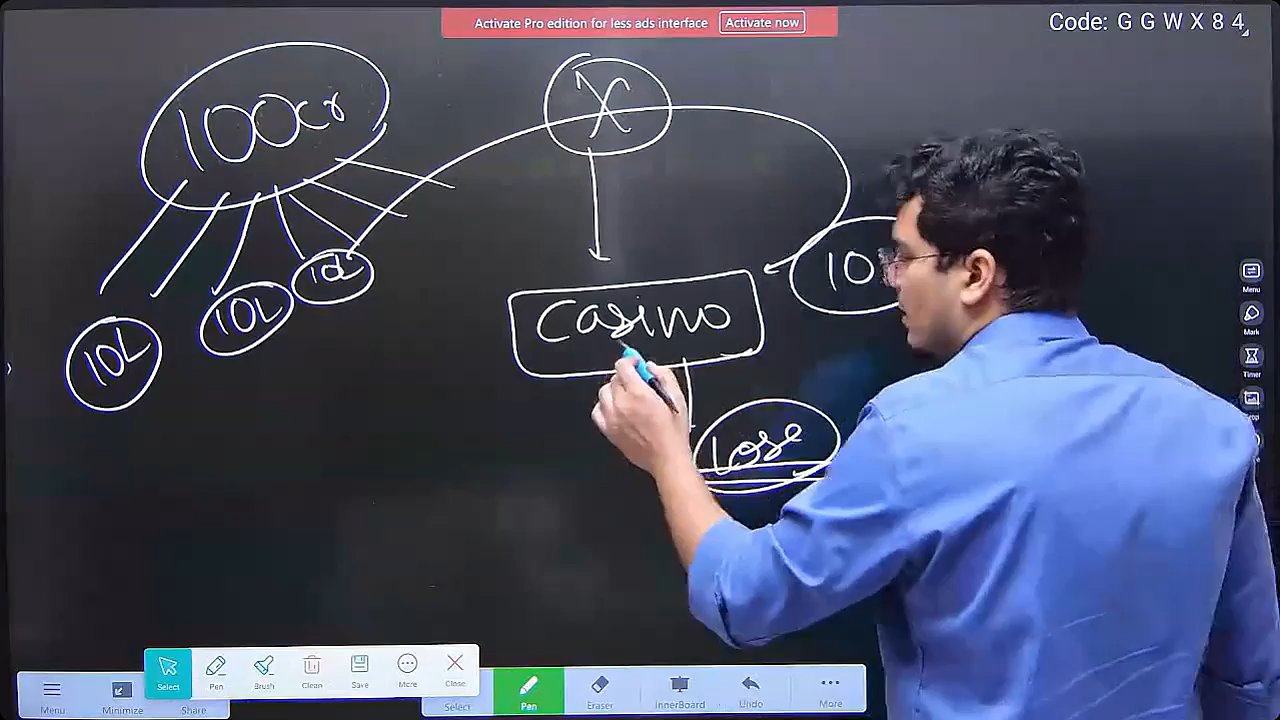 Activate Pro edition for less ads interface Activate now
Code: G G W X 8 4
100cr
X
10L
10L
10L
10
Casino
Lose
Menu
Mark
Timer
Select Pen Brush Clean Save More Close
Menu Minimize Share
Select Pen Eraser InnerBoard Undo More